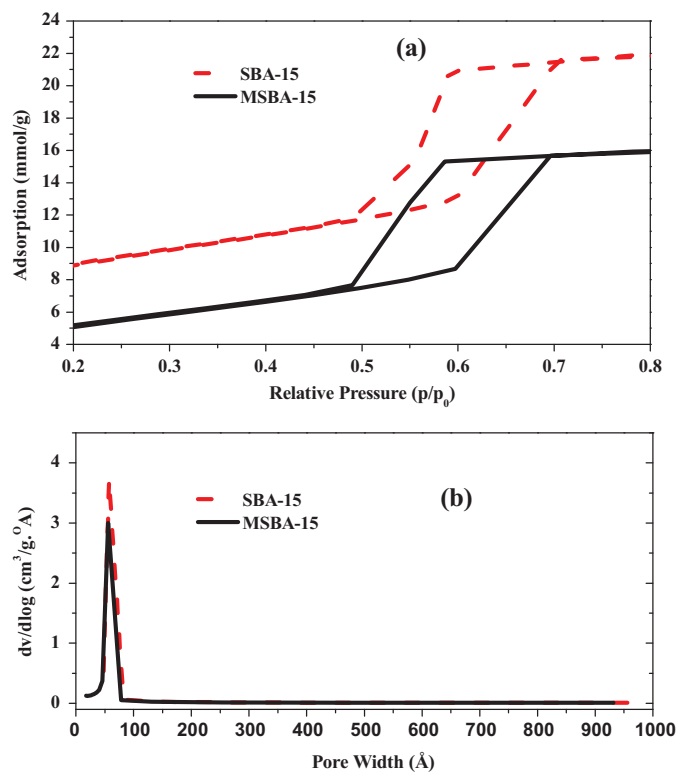 24
22
20
18
16
14
12
10
8
6
4
Adsorption (mmol/g)
(a)
SBA-15
MSBA-15
0.2 0.3 0.4 0.5 0.6 0.7 0.8
Relative Pressure (p/p₀)
4
3
2
1
0
dv/dlog (cm³/g.ᴼA)
(b)
SBA-15
MSBA-15
0 100 200 300 400 500 600 700 800 900 1000
Pore Width (Å)